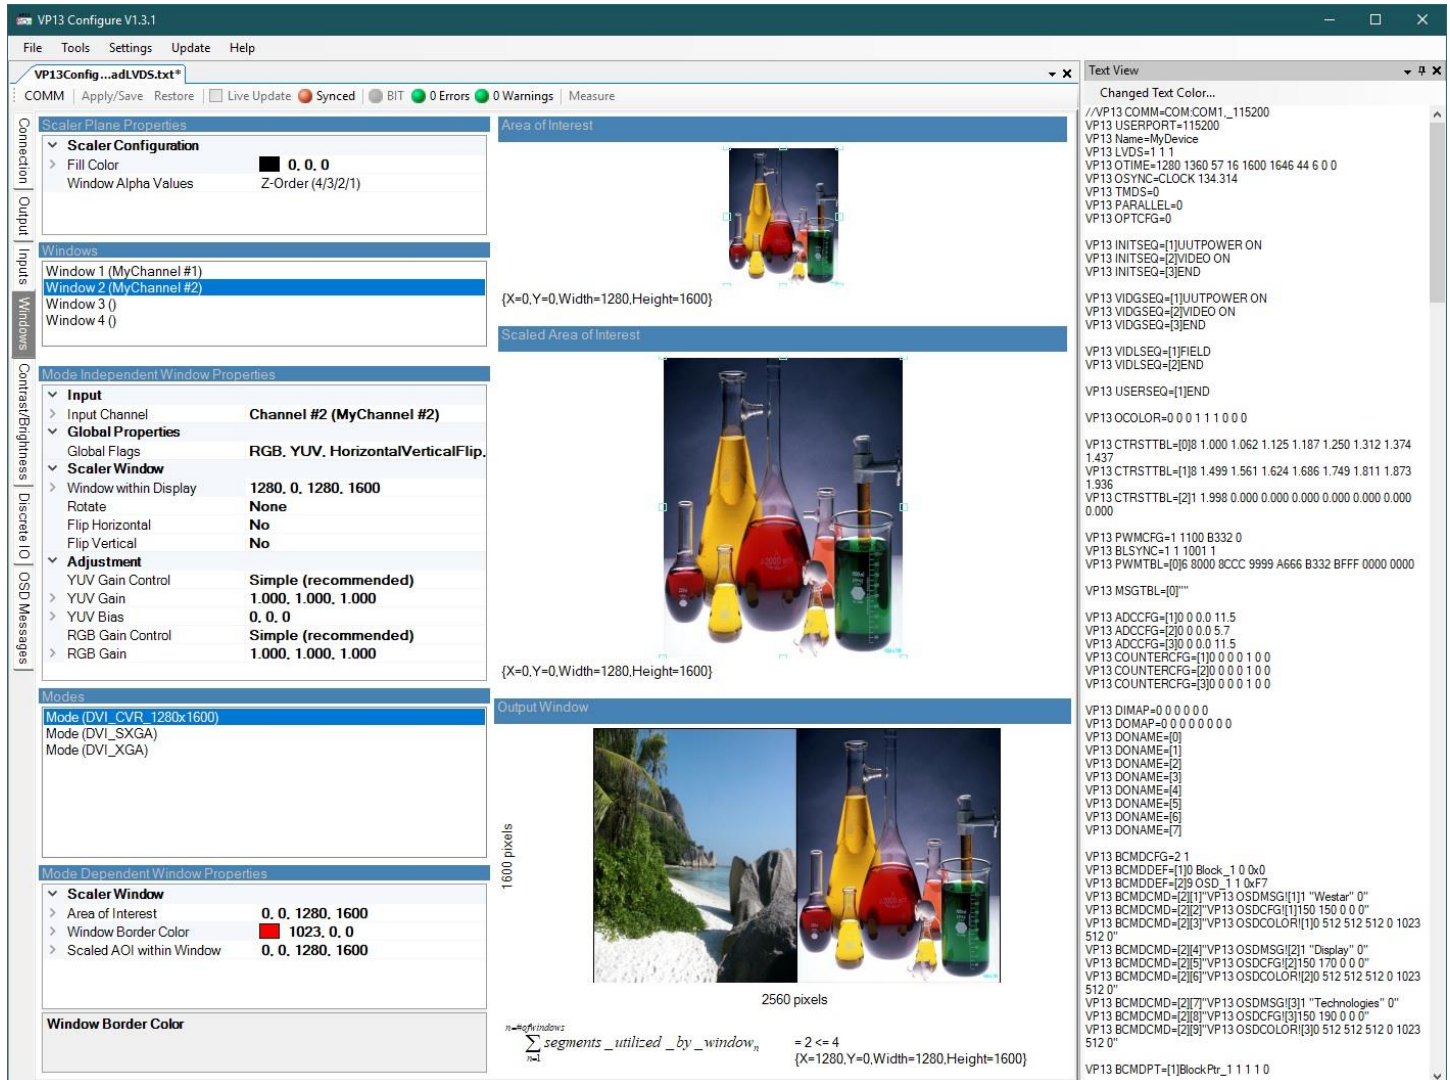 VP13 Configure V1.3.1
File Tools Settings Update Help
VP13Config...adLVDS.txt*
COMM Apply/Save Restore Live Update Synced BIT 0 Errors 0 Warnings Measure
Connection
Output
Inputs
Windows
Contrast/Brightness
Discrete IO
OSD Messages
Scaler Plane Properties
Scaler Configuration
Fill Color 0, 0, 0
Window Alpha Values Z-Order (4/3/2/1)
Windows
Window 1 (MyChannel #1)
Window 2 (MyChannel #2)
Window 3 ()
Window 4 ()
Mode Independent Window Properties
Input
Input Channel Channel #2 (MyChannel #2)
Global Properties
Global Flags RGB, YUV, HorizontalVerticalFlip,
Scaler Window
Window within Display 1280, 0, 1280, 1600
Rotate None
Flip Horizontal No
Flip Vertical No
Adjustment
YUV Gain Control Simple (recommended)
YUV Gain 1.000, 1.000, 1.000
YUV Bias 0, 0, 0
RGB Gain Control Simple (recommended)
RGB Gain 1.000, 1.000, 1.000
Modes
Mode (DVI_CVR_1280x1600)
Mode (DVI_SXGA)
Mode (DVI_XGA)
Mode Dependent Window Properties
Scaler Window
Area of Interest 0, 0, 1280, 1600
Window Border Color 1023, 0, 0
Scaled AOI within Window 0, 0, 1280, 1600
Window Border Color
Area of Interest
{X=0,Y=0,Width=1280,Height=1600}
Scaled Area of Interest
{X=0,Y=0,Width=1280,Height=1600}
Output Window
1600 pixels
2560 pixels
n=#ofwindows
∑segments_utilized_by_window_n = 2 <= 4
n=1
{X=1280,Y=0,Width=1280,Height=1600}
Text View
Changed Text Color...
//VP13 COMM=COM:COM1,_115200
VP13 USERPORT=115200
VP13 Name=MyDevice
VP13 LVDS=1 1 1
VP13 OTIME=1280 1360 57 16 1600 1646 44 6 0 0
VP13 OSYNC=CLOCK 134.314
VP13 TMDS=0
VP13 PARALLEL=0
VP13 OPTCFG=0
VP13 INITSEQ=[1]UUTPOWER ON
VP13 INITSEQ=[2]VIDEO ON
VP13 INITSEQ=[3]END
VP13 VIDGSEQ=[1]UUTPOWER ON
VP13 VIDGSEQ=[2]VIDEO ON
VP13 VIDGSEQ=[3]END
VP13 VIDLSEQ=[1]FIELD
VP13 VIDLSEQ=[2]END
VP13 USERSEQ=[1]END
VP13 OCOLOR=0 0 0 1 1 1 0 0 0
VP13 CTRSTTBL=[0]8 1.000 1.062 1.125 1.187 1.250 1.312 1.374
1.437
VP13 CTRSTTBL=[1]8 1.499 1.561 1.624 1.686 1.749 1.811 1.873
1.936
VP13 CTRSTTBL=[2]1 1.998 0.000 0.000 0.000 0.000 0.000 0.000
0.000
VP13 PWMCFG=1 1100 B332 0
VP13 BLSYNC=1 1 1001 1
VP13 PWMTBL=[0]6 8000 8CCC 9999 A666 B332 BFFF 0000 0000
VP13 MSGTBL=[0]""
VP13 ADCCFG=[1]0 0 0.0 11.5
VP13 ADCCFG=[2]0 0 0.0 5.7
VP13 ADCCFG=[3]0 0 0.0 11.5
VP13 COUNTERCFG=[1]0 0 0 0 1 0 0
VP13 COUNTERCFG=[2]0 0 0 0 1 0 0
VP13 COUNTERCFG=[3]0 0 0 0 1 0 0
VP13 DIMAP=0 0 0 0 0 0
VP13 DOMAP=0 0 0 0 0 0 0 0
VP13 DONAME=[0]
VP13 DONAME=[1]
VP13 DONAME=[2]
VP13 DONAME=[3]
VP13 DONAME=[4]
VP13 DONAME=[5]
VP13 DONAME=[6]
VP13 DONAME=[7]
VP13 BCMDCFG=2 1
VP13 BCMDDEF=[1]0 Block_1 0 0x0
VP13 BCMDDEF=[2]9 OSD_1 1 0xF7
VP13 BCMDCMD=[2][1]"VP13 OSDMSG![1]1 "Westar" 0"
VP13 BCMDCMD=[2][2]"VP13 OSDCFG![1]150 150 0 0 0"
VP13 BCMDCMD=[2][3]"VP13 OSDCOLOR![1]0 512 512 512 0 1023
512 0"
VP13 BCMDCMD=[2][4]"VP13 OSDMSG![2]1 "Display" 0"
VP13 BCMDCMD=[2][5]"VP13 OSDCFG![2]150 170 0 0 0"
VP13 BCMDCMD=[2][6]"VP13 OSDCOLOR![2]0 512 512 512 0 1023
512 0"
VP13 BCMDCMD=[2][7]"VP13 OSDMSG![3]1 "Technologies" 0"
VP13 BCMDCMD=[2][8]"VP13 OSDCFG![3]150 190 0 0 0"
VP13 BCMDCMD=[2][9]"VP13 OSDCOLOR![3]0 512 512 512 0 1023
512 0"
VP13 BCMDPT=[1]BlockPtr_1 1 1 1 0